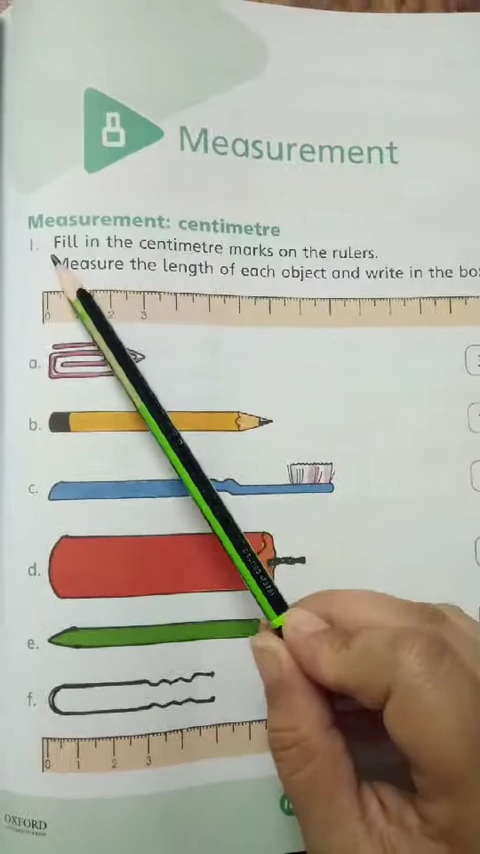 8 Measurement
Measurement: centimetre
1. Fill in the centimetre marks on the rulers.
Measure the length of each object and write in the
0 2 3
a.
b.
c.
d.
e.
f.
0 1 2 3
OXFORD